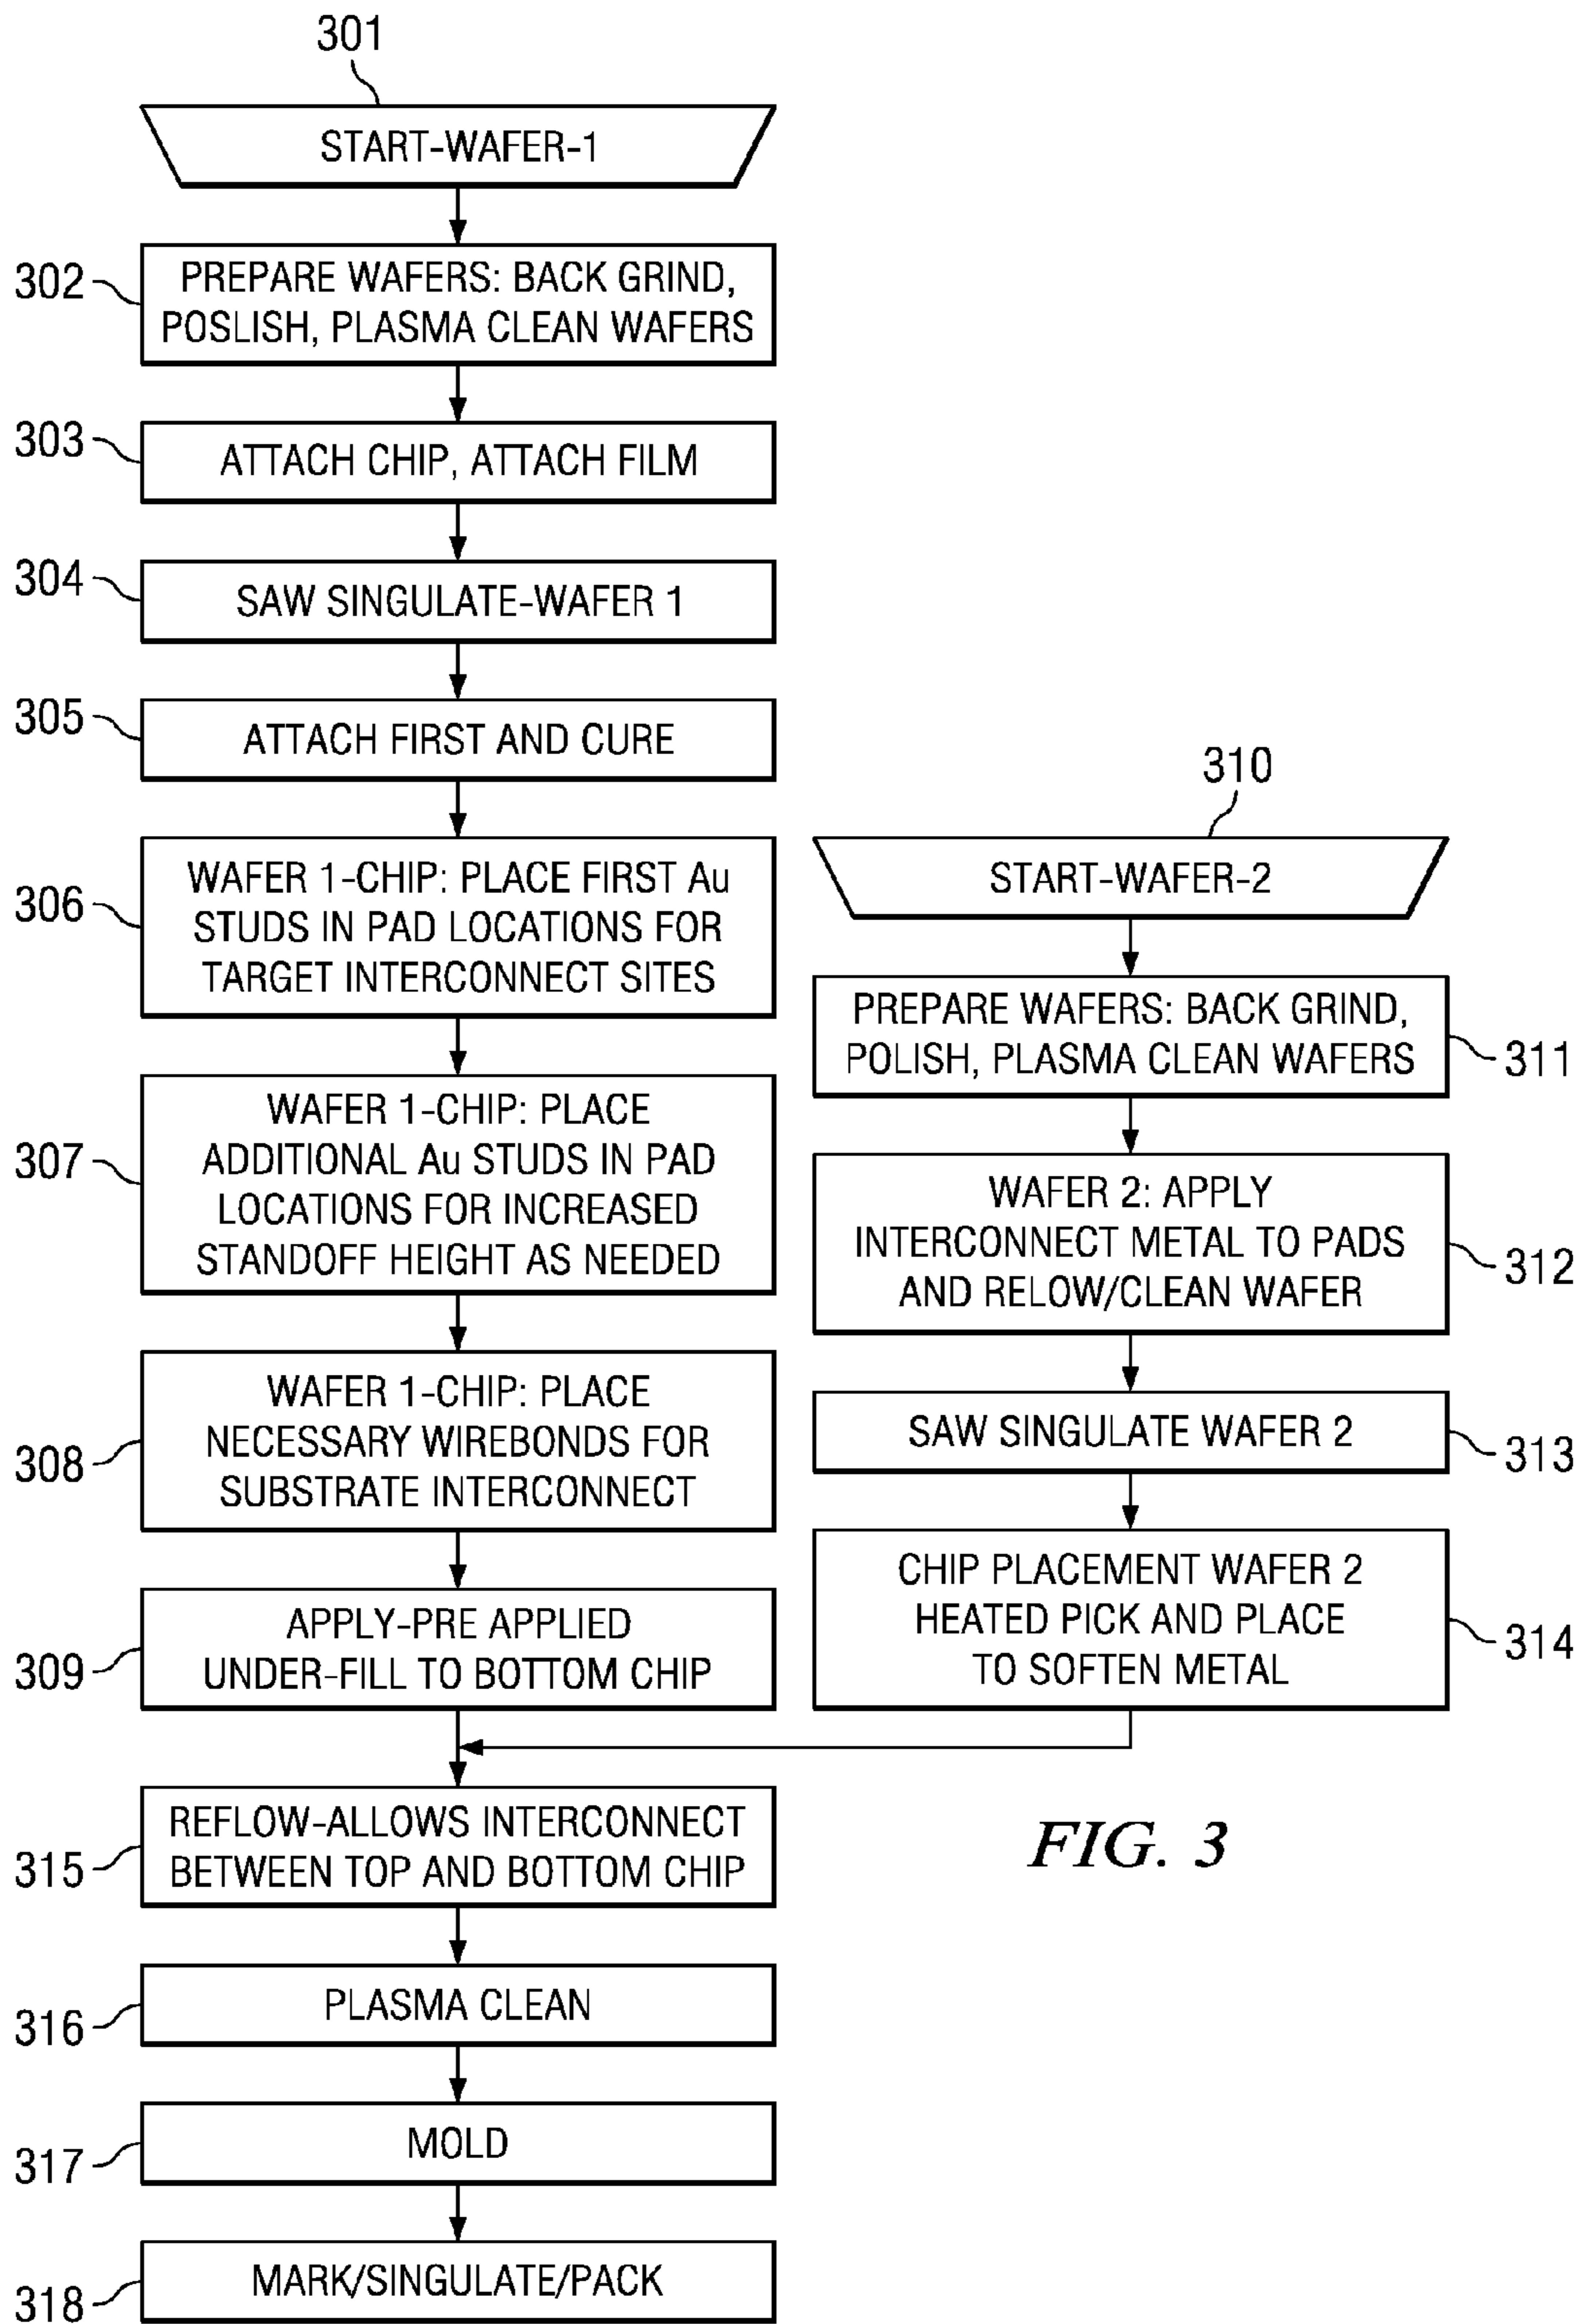 301
START-WAFER-1
302
PREPARE WAFERS: BACK GRIND,
POSLISH, PLASMA CLEAN WAFERS
303
ATTACH CHIP, ATTACH FILM
304
SAW SINGULATE-WAFER 1
305
ATTACH FIRST AND CURE
306
WAFER 1-CHIP: PLACE FIRST Au
STUDS IN PAD LOCATIONS FOR
TARGET INTERCONNECT SITES
307
WAFER 1-CHIP: PLACE
ADDITIONAL Au STUDS IN PAD
LOCATIONS FOR INCREASED
STANDOFF HEIGHT AS NEEDED
308
WAFER 1-CHIP: PLACE
NECESSARY WIREBONDS FOR
SUBSTRATE INTERCONNECT
309
APPLY-PRE APPLIED
UNDER-FILL TO BOTTOM CHIP
310
START-WAFER-2
PREPARE WAFERS: BACK GRIND,
POLISH, PLASMA CLEAN WAFERS
311
WAFER 2: APPLY
INTERCONNECT METAL TO PADS
AND RELOW/CLEAN WAFER
312
SAW SINGULATE WAFER 2
313
CHIP PLACEMENT WAFER 2
HEATED PICK AND PLACE
TO SOFTEN METAL
314
315
REFLOW-ALLOWS INTERCONNECT
BETWEEN TOP AND BOTTOM CHIP
316
PLASMA CLEAN
317
MOLD
318
MARK/SINGULATE/PACK
FIG. 3